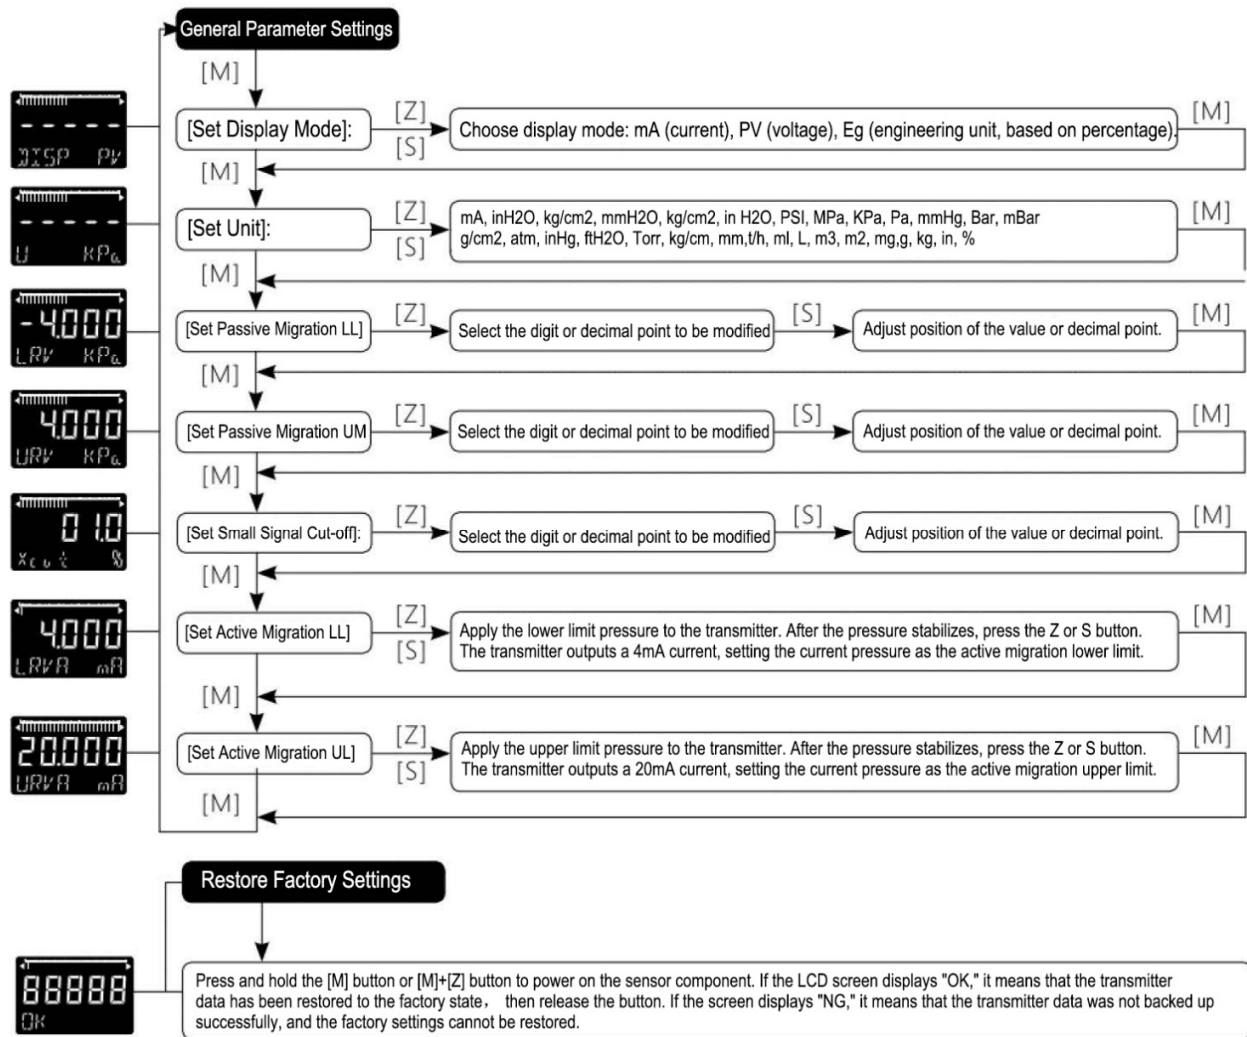 General Parameter Settings
[M]
DISP PV
[Set Display Mode]:
[Z]
[S]
Choose display mode: mA (current), PV (voltage), Eg (engineering unit, based on percentage).
[M]
[M]
U KPa
[Set Unit]:
[Z]
[S]
mA, inH2O, kg/cm2, mmH2O, kg/cm2, in H2O, PSI, MPa, KPa, Pa, mmHg, Bar, mBar
g/cm2, atm, inHg, ftH2O, Torr, kg/cm, mm,t/h, ml, L, m3, m2, mg,g, kg, in, %
[M]
[M]
-4.000
LRV KPa
[Set Passive Migration LL]
[Z]
Select the digit or decimal point to be modified
[S]
Adjust position of the value or decimal point.
[M]
[M]
4.000
URV KPa
[Set Passive Migration UM
[Z]
Select the digit or decimal point to be modified
[S]
Adjust position of the value or decimal point.
[M]
[M]
01.0
Xcut %
[Set Small Signal Cut-off]:
[Z]
Select the digit or decimal point to be modified
[S]
Adjust position of the value or decimal point.
[M]
[M]
4.000
LRVA mA
[Set Active Migration LL]
[Z]
[S]
Apply the lower limit pressure to the transmitter. After the pressure stabilizes, press the Z or S button.
The transmitter outputs a 4mA current, setting the current pressure as the active migration lower limit.
[M]
[M]
20.000
URVA mA
[Set Active Migration UL]
[Z]
[S]
Apply the upper limit pressure to the transmitter. After the pressure stabilizes, press the Z or S button.
The transmitter outputs a 20mA current, setting the current pressure as the active migration upper limit.
[M]
[M]
Restore Factory Settings
88888
OK
Press and hold the [M] button or [M]+[Z] button to power on the sensor component. If the LCD screen displays "OK," it means that the transmitter
data has been restored to the factory state， then release the button. If the screen displays "NG," it means that the transmitter data was not backed up
successfully, and the factory settings cannot be restored.